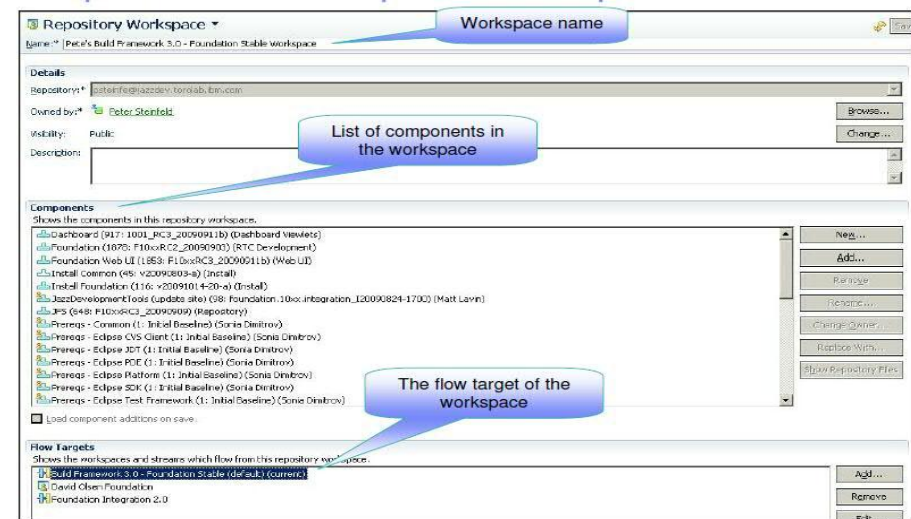 Repository Workspace
Workspace name
Save
Name:* Pete's Build Framework 3.0 - Foundation Stable Workspace
Details
Repository:* psteinfe@jazzdev.torolab.ibm.com
Owned by:* Peter Steinfeld
Browse...
Visibility: Public
Change...
List of components in
the workspace
Description:
Components
Shows the components in this repository workspace.
Dashboard (917: 1001_RC3_20090911b) (Dashboard Viewlets)
New...
Foundation (1878: F10xxRC2_20090903) (RTC Development)
Foundation Web UI (1853: F10xxRC3_20090911b) (Web UI)
Add...
Install Common (45: v20090803-a) (Install)
Install Foundation (116: v20091014-20-a) (Install)
Remove
JazzDevelopmentTools (update site) (98: foundation.10xx.integration_I20090824-1700) (Matt Lavin)
Rename...
JFS (648: F10xxRC3_20090909) (Repository)
Prereqs - Common (1: Initial Baseline) (Sonia Dimitrov)
Change Owner...
Prereqs - Eclipse CVS Client (1: Initial Baseline) (Sonia Dimitrov)
Prereqs - Eclipse JDT (1: Initial Baseline) (Sonia Dimitrov)
Replace With...
Prereqs - Eclipse PDE (1: Initial Baseline) (Sonia Dimitrov)
Prereqs - Eclipse Platform (1: Initial Baseline) (Sonia Dimitrov)
Show Repository Files
Prereqs - Eclipse SDK (1: Initial Baseline) (Sonia Dimitrov)
Prereqs - Eclipse Test Framework (1: Initial Baseline) (Sonia Dimitrov)
The flow target of the
workspace
Load component additions on save.
Flow Targets
Shows the workspaces and streams which flow from this repository workspace.
Build Framework 3.0 - Foundation Stable (default) (current)
Add...
David Olsen Foundation
Foundation Integration 2.0
Remove